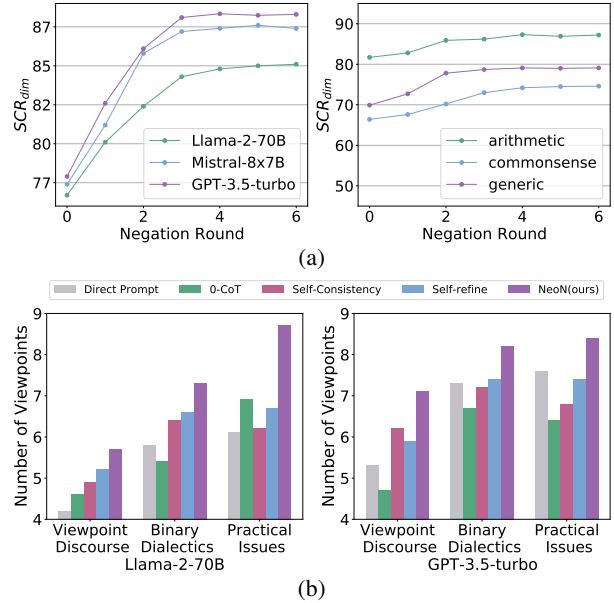 87
85
82
80
77
SCR_dim
Llama-2-70B
Mistral-8x7B
GPT-3.5-turbo
0 1 2 3 4 5 6
Negation Round
90
80
70
60
50
SCR_dim
arithmetic
commonsense
generic
0 1 2 3 4 5 6
Negation Round
(a)
Direct Prompt 0-CoT Self-Consistency Self-refine NeoN(ours)
9
8
7
6
5
4
Number of Viewpoints
Viewpoint Binary Practical
Discourse Dialectics Issues
Llama-2-70B
9
8
7
6
5
4
Number of Viewpoints
Viewpoint Binary Practical
Discourse Dialectics Issues
GPT-3.5-turbo
(b)